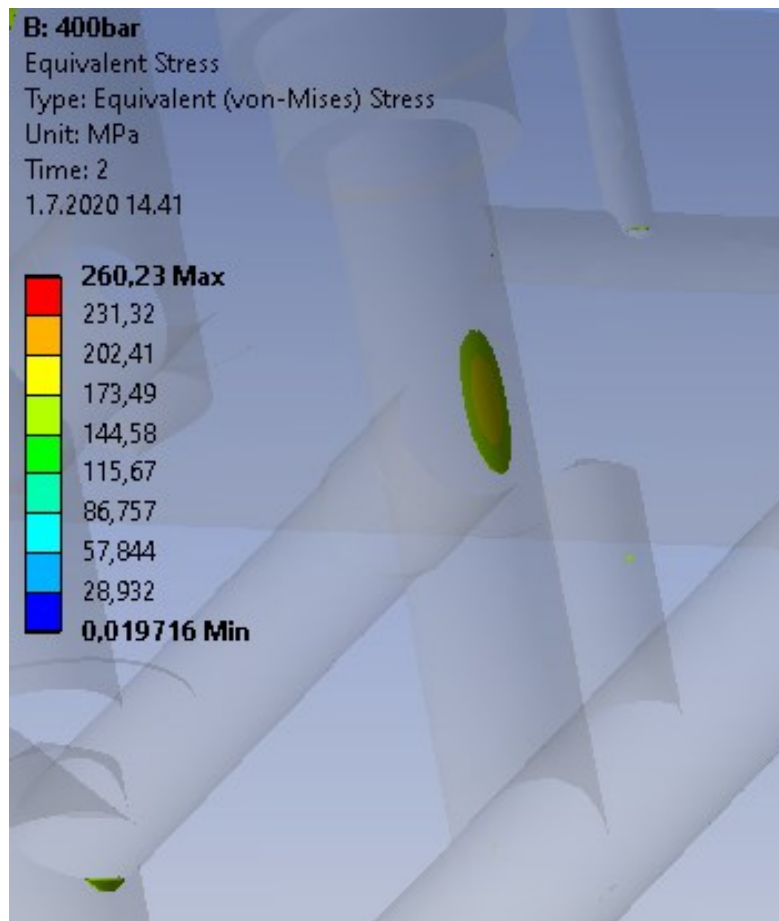 B: 400bar
Equivalent Stress
Type: Equivalent (von-Mises) Stress
Unit: MPa
Time: 2
1.7.2020 14.41
260,23 Max
231,32
202,41
173,49
144,58
115,67
86,757
57,844
28,932
0,019716 Min